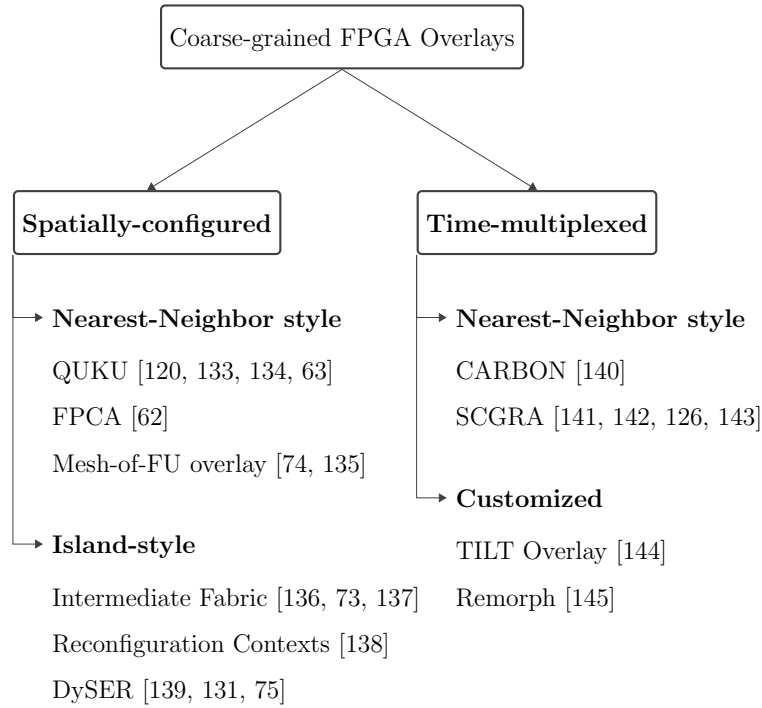 Coarse-grained FPGA Overlays
Spatially-configured
Nearest-Neighbor style
QUKU [120, 133, 134, 63]
FPCA [62]
Mesh-of-FU overlay [74, 135]
Island-style
Intermediate Fabric [136, 73, 137]
Reconfiguration Contexts [138]
DySER [139, 131, 75]
Time-multiplexed
Nearest-Neighbor style
CARBON [140]
SCGRA [141, 142, 126, 143]
Customized
TILT Overlay [144]
Remorph [145]